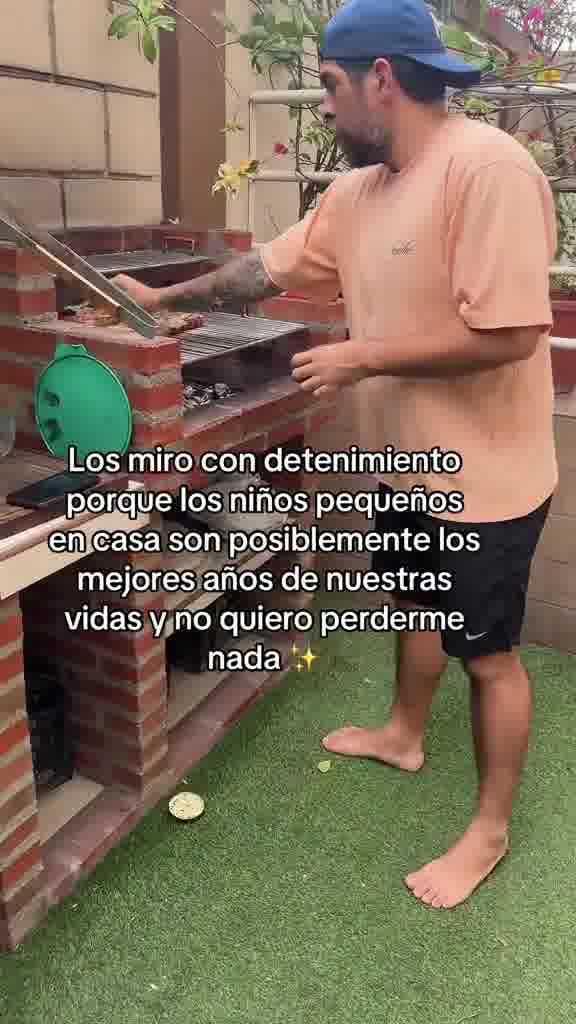 Los miro con detenimiento
porque los niños pequeños
en casa son posiblemente los
mejores años de nuestras
vidas y no quiero perderme
nada ✨